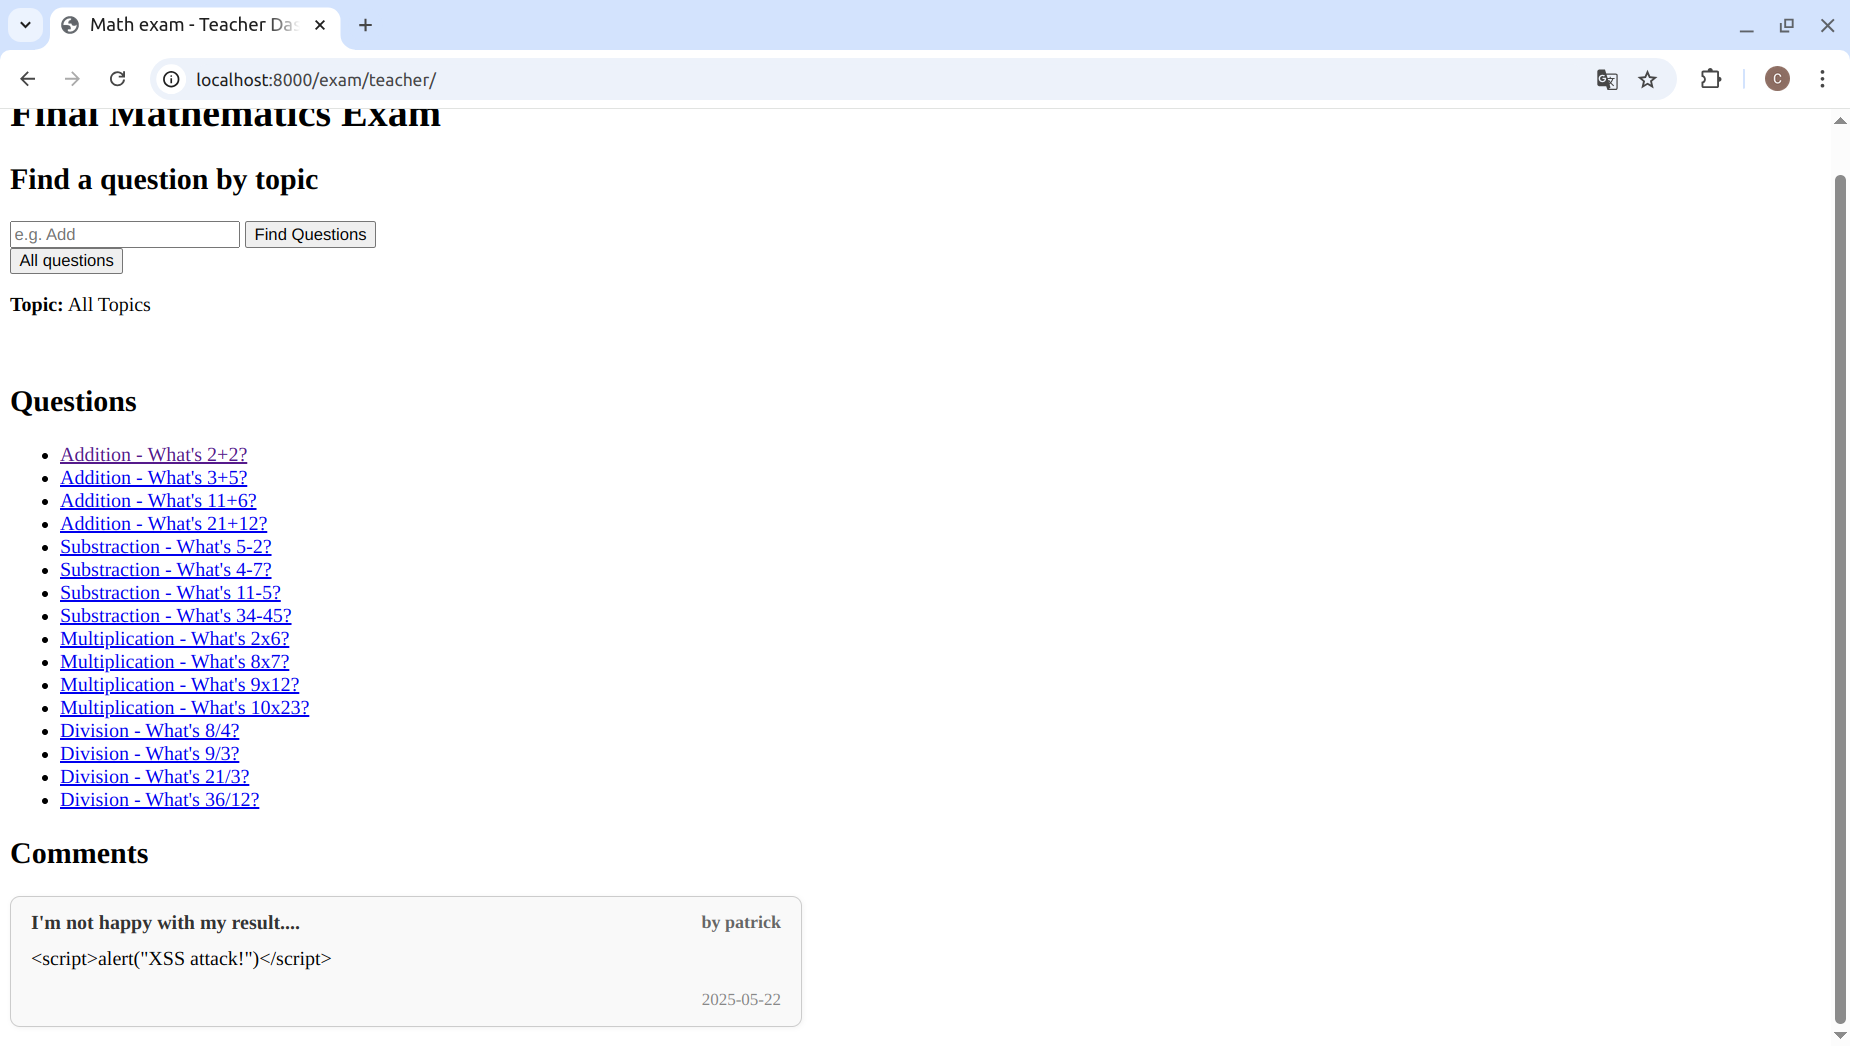 Math exam - Teacher Das
localhost:8000/exam/teacher/
C
Final Mathematics Exam
Find a question by topic
e.g. Add
Find Questions
All questions
Topic: All Topics
Questions
Addition - What's 2+2?
Addition - What's 3+5?
Addition - What's 11+6?
Addition - What's 21+12?
Substraction - What's 5-2?
Substraction - What's 4-7?
Substraction - What's 11-5?
Substraction - What's 34-45?
Multiplication - What's 2x6?
Multiplication - What's 8x7?
Multiplication - What's 9x12?
Multiplication - What's 10x23?
Division - What's 8/4?
Division - What's 9/3?
Division - What's 21/3?
Division - What's 36/12?
Comments
I'm not happy with my result.... by patrick
<script>alert("XSS attack!")</script>
2025-05-22